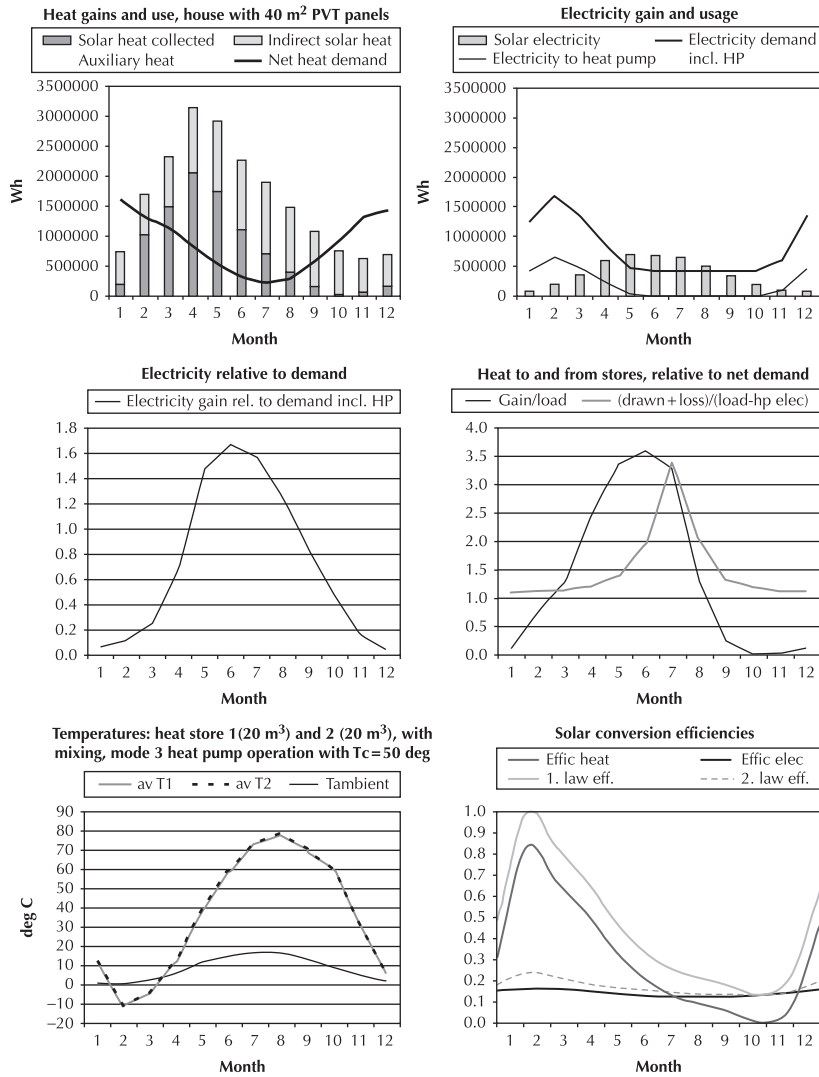 Heat gains and use, house with 40 m² PVT panels
Solar heat collected Indirect solar heat
Auxiliary heat Net heat demand
3500000
3000000
2500000
2000000
1500000
1000000
500000
0
Wh
1 2 3 4 5 6 7 8 9 10 11 12
Month
Electricity gain and usage
Solar electricity Electricity demand
Electricity to heat pump incl. HP
3500000
3000000
2500000
2000000
1500000
1000000
500000
0
Wh
1 2 3 4 5 6 7 8 9 10 11 12
Month
Electricity relative to demand
Electricity gain rel. to demand incl. HP
1.8
1.6
1.4
1.2
1.0
0.8
0.6
0.4
0.2
0.0
1 2 3 4 5 6 7 8 9 10 11 12
Month
Heat to and from stores, relative to net demand
Gain/load (drawn+loss)/(load-hp elec)
4.0
3.5
3.0
2.5
2.0
1.5
1.0
0.5
0.0
1 2 3 4 5 6 7 8 9 10 11 12
Month
Temperatures: heat store 1(20 m³) and 2 (20 m³), with
mixing, mode 3 heat pump operation with Tc=50 deg
av T1 av T2 Tambient
90
80
70
60
50
40
30
20
10
0
−10
−20
deg C
1 2 3 4 5 6 7 8 9 10 11 12
Month
Solar conversion efficiencies
Effic heat Effic elec
1. law eff. 2. law eff.
1.0
0.9
0.8
0.7
0.6
0.5
0.4
0.3
0.2
0.1
0.0
1 2 3 4 5 6 7 8 9 10 11 12
Month